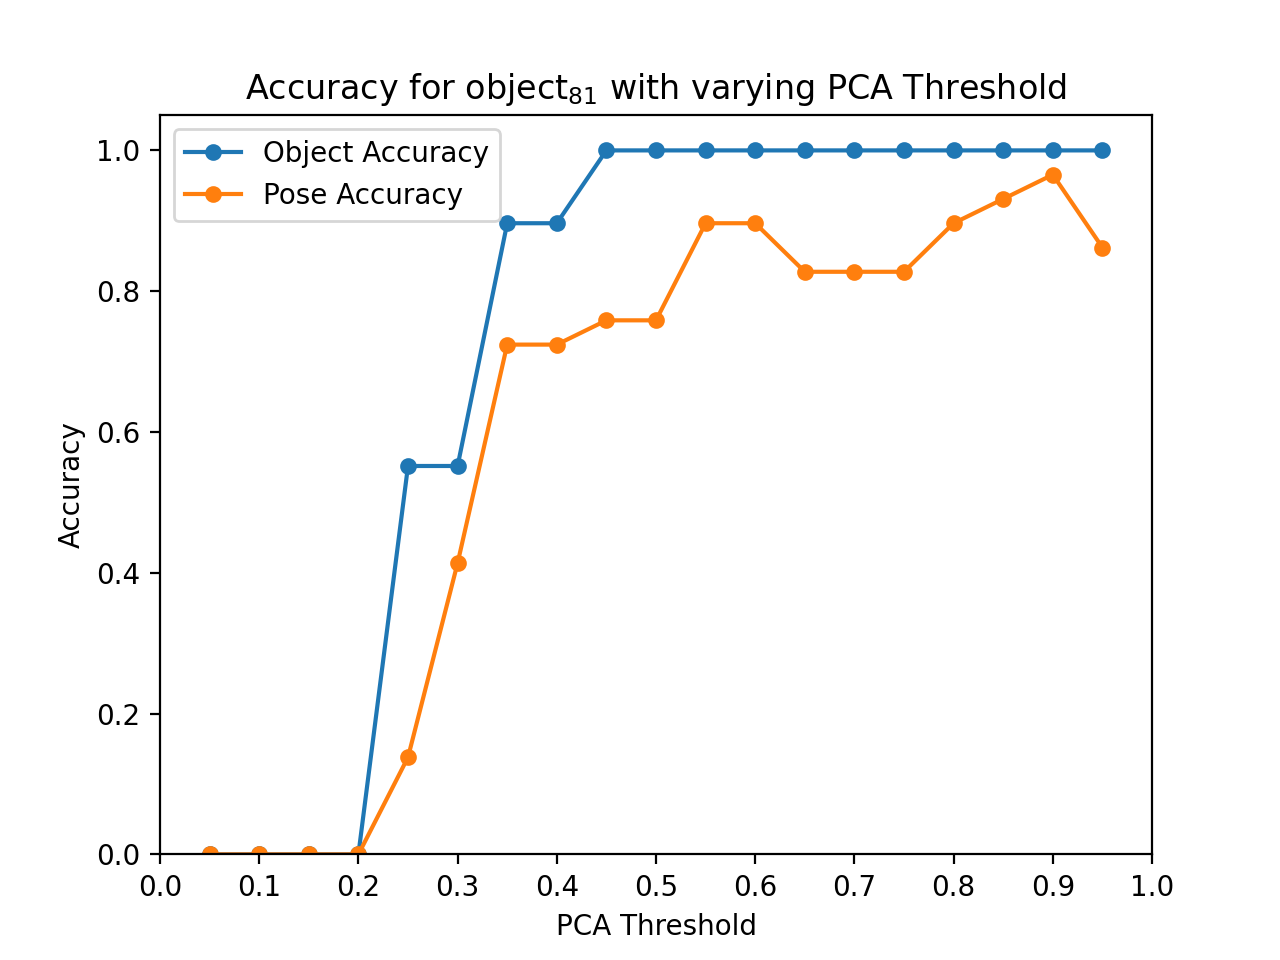 Accuracy for object₈₁ with varying PCA Threshold
Object Accuracy
Pose Accuracy
Accuracy
1.0
0.8
0.6
0.4
0.2
0.0
0.0 0.1 0.2 0.3 0.4 0.5 0.6 0.7 0.8 0.9 1.0
PCA Threshold